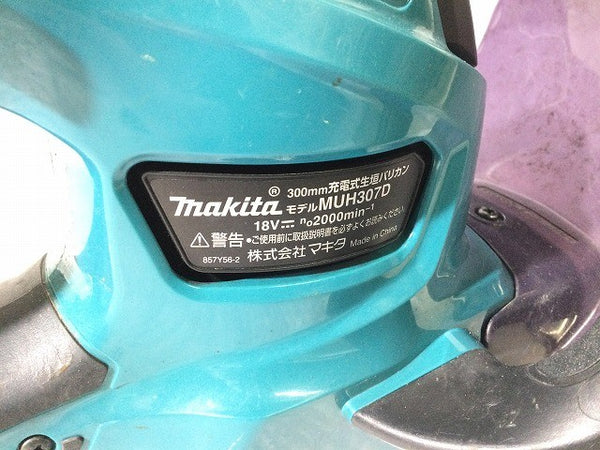 makita® 300mm充電式生垣バリカン
モデルMUH307D
18V⎓ n₀2000min⁻¹
⚠警告 ●ご使用前に取扱説明書を必ずよくお読みください。
857Y56-2 株式会社 マキタ Made in China